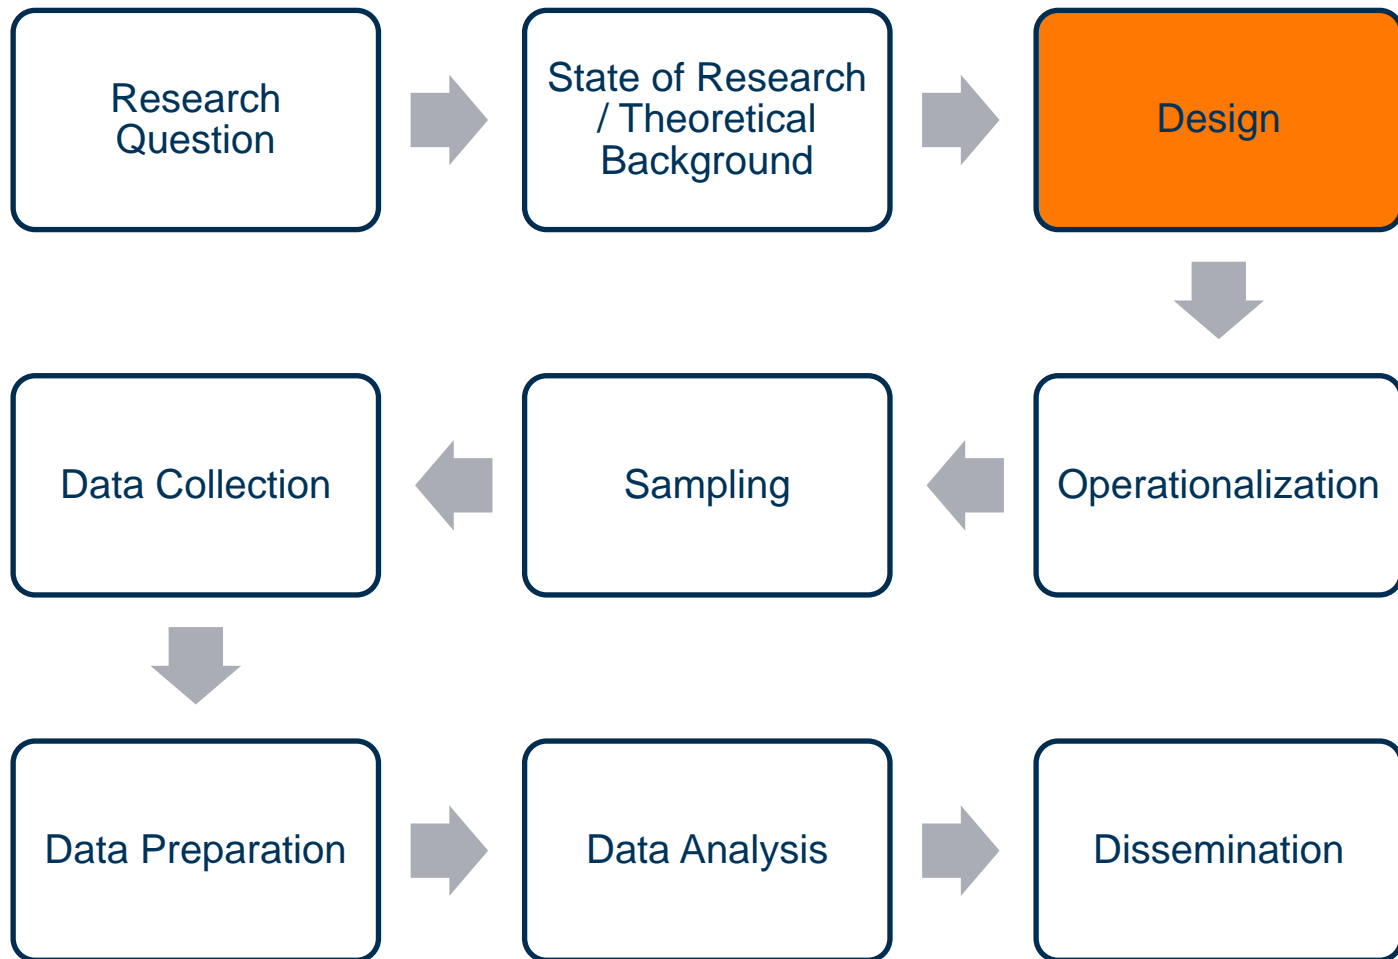 Research
Question
State of Research
/ Theoretical
Background
Design
Data Collection
Sampling
Operationalization
Data Preparation
Data Analysis
Dissemination